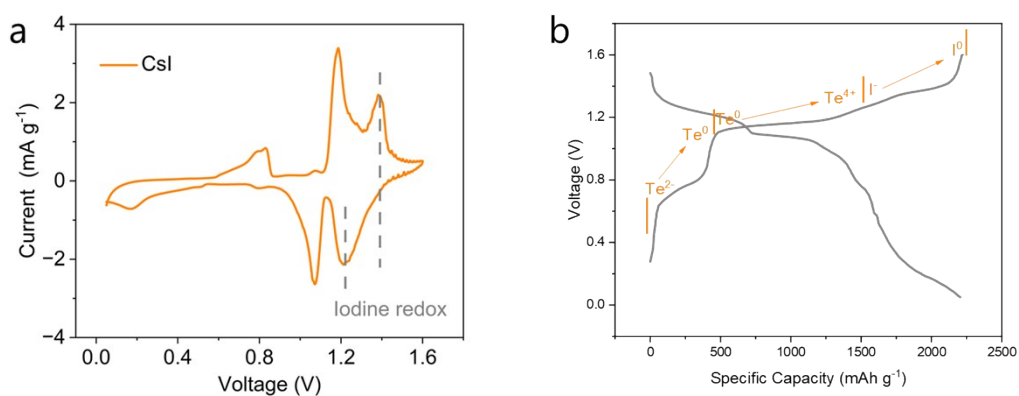 a
CsI
Current (mA g⁻¹)
4
2
0
−2
−4
0.0 0.4 0.8 1.2 1.6
Voltage (V)
Iodine redox
b
Voltage (V)
1.6
1.2
0.8
0.4
0.0
Te²⁻
Te⁰
Te⁰
Te⁴⁺
I⁻
I⁰
0 500 1000 1500 2000 2500
Specific Capacity (mAh g⁻¹)